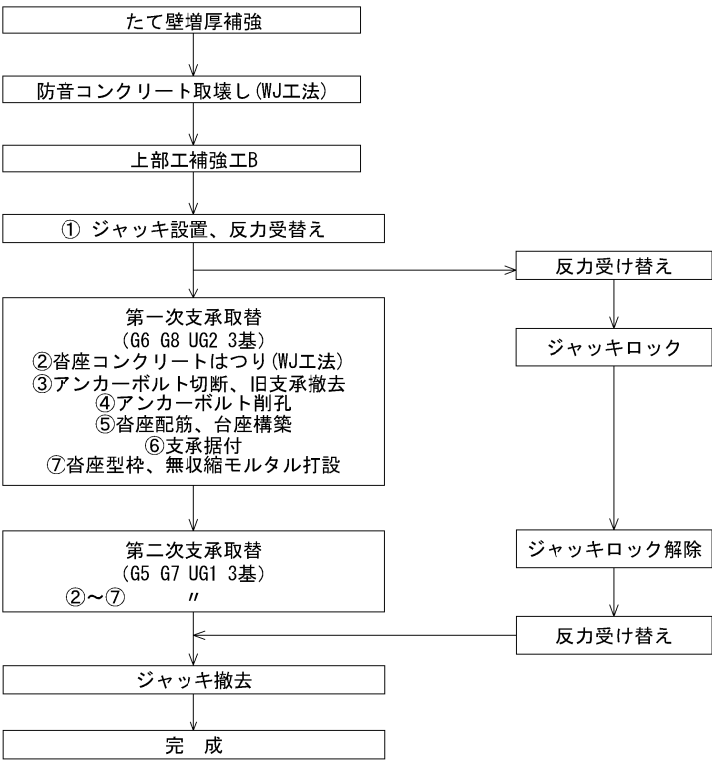 たて壁増厚補強
防音コンクリート取壊し(WJ工法)
上部工補強工B
① ジャッキ設置、反力受替え
反力受け替え
第一次支承取替
(G6 G8 UG2 3基)
②沓座コンクリートはつり(WJ工法)
③アンカーボルト切断、旧支承撤去
④アンカーボルト削孔
⑤沓座配筋、台座構築
⑥支承据付
⑦沓座型枠、無収縮モルタル打設
ジャッキロック
第二次支承取替
(G5 G7 UG1 3基)
②～⑦ 〃
ジャッキロック解除
反力受け替え
ジャッキ撤去
完 成